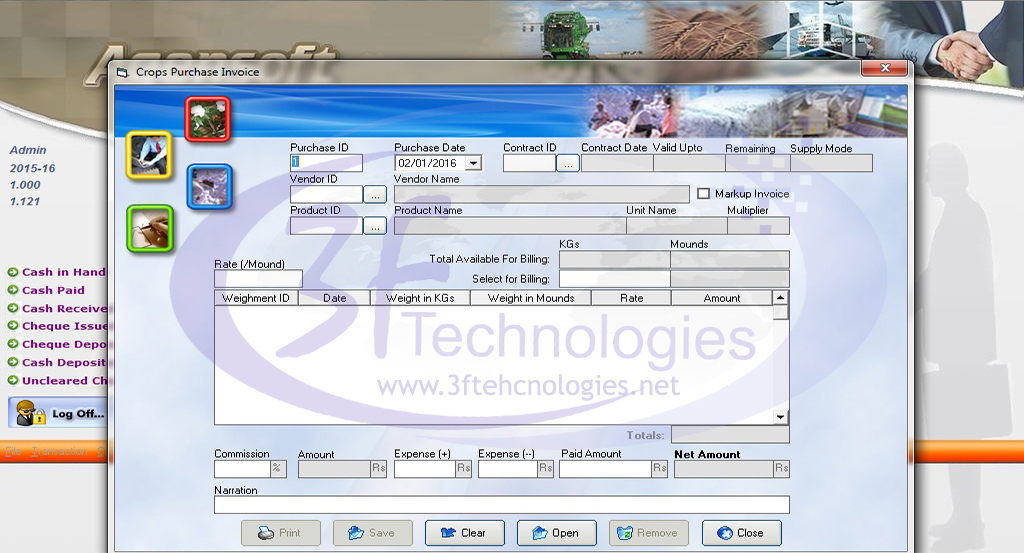 Agensoft
Crops Purchase Invoice
Admin
2015-16
1.000
1.121
Purchase ID Purchase Date Contract ID Contract Date Valid Upto Remaining Supply Mode
1 02/01/2016 ...
Vendor ID Vendor Name
... Markup Invoice
Product ID Product Name Unit Name Multiplier
...
KGs Mounds
Total Available For Billing:
Rate (/Mound) Select for Billing:
Weighment ID Date Weight in KGs Weight in Mounds Rate Amount
3F Technologies
www.3ftehcnologies.net
Totals:
Commission Amount Expense (+) Expense (--) Paid Amount Net Amount
% Rs Rs Rs Rs Rs
Narration
Print Save Clear Open Remove Close
Cash in Hand
Cash Paid
Cash Receive
Cheque Issue
Cheque Depo
Cash Deposit
Uncleared Ch
Log Off...
File Transaction